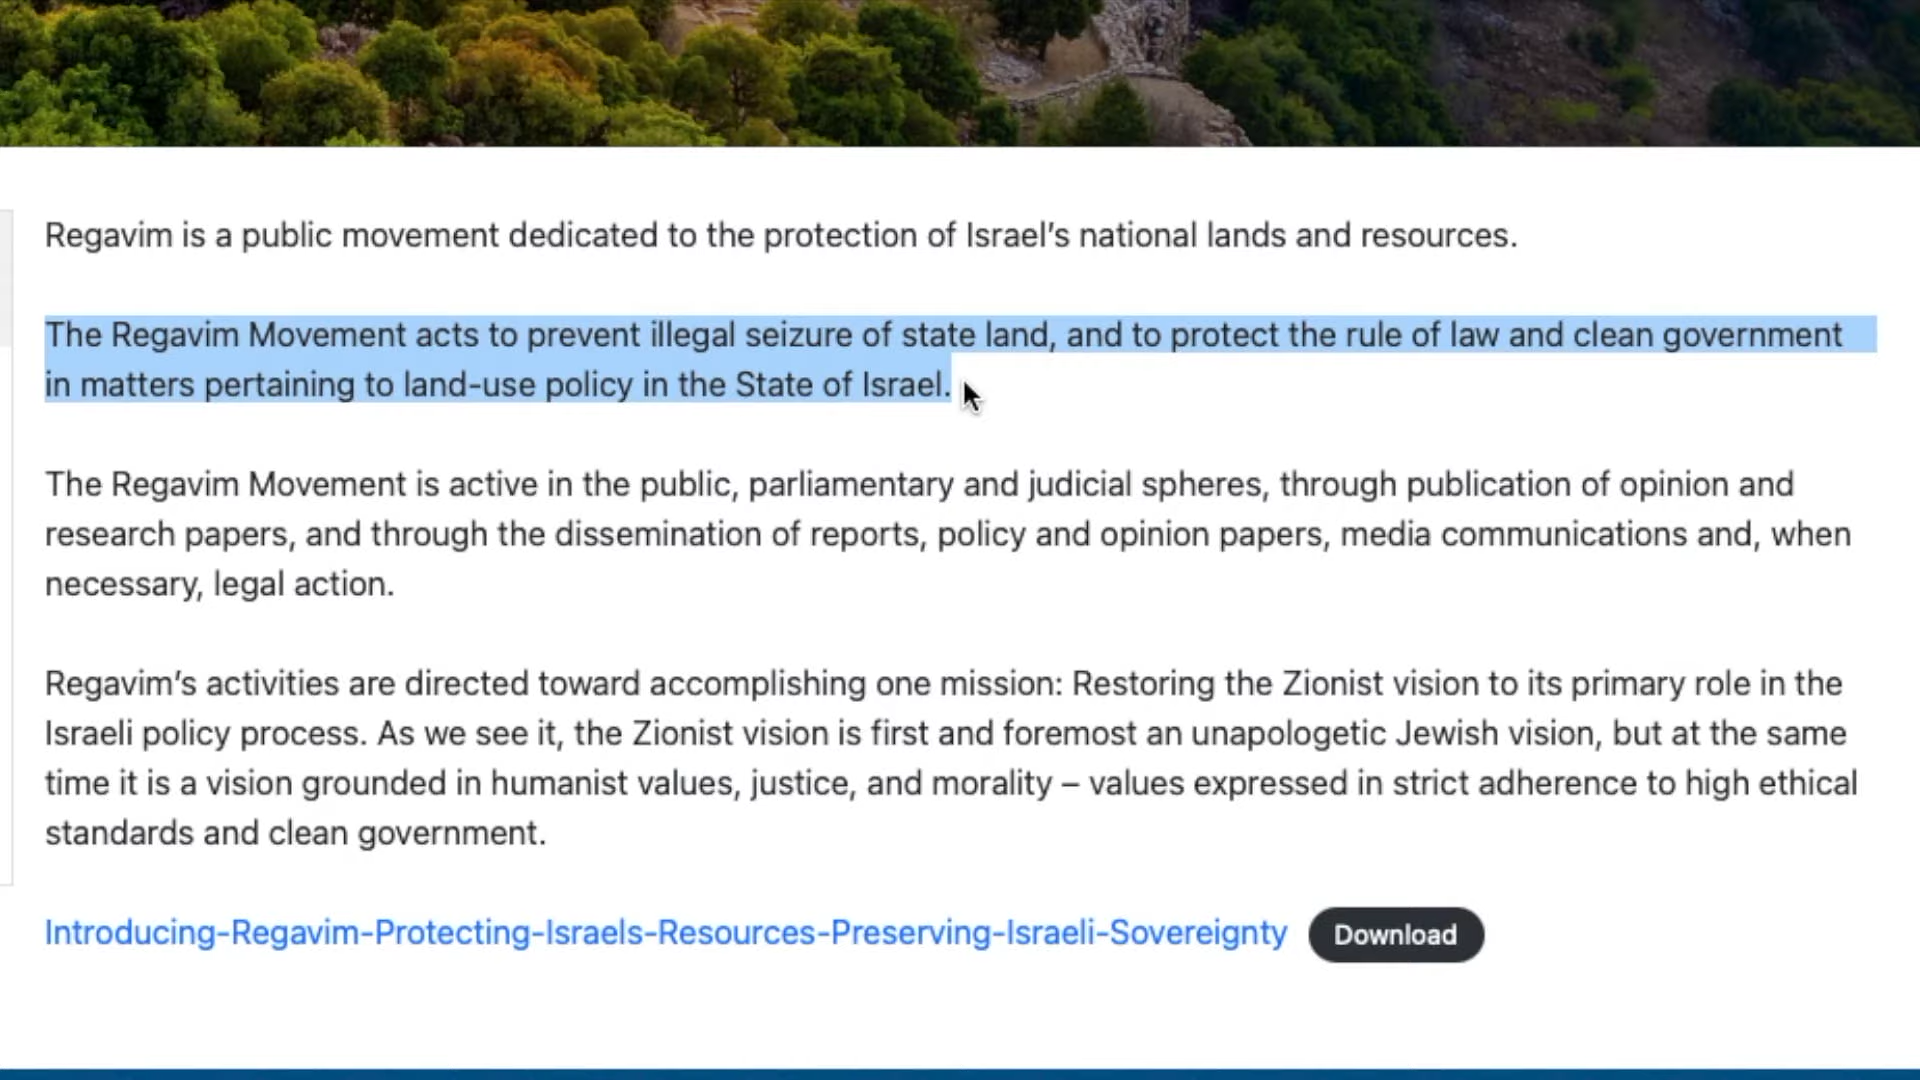 Regavim is a public movement dedicated to the protection of Israel’s national lands and resources.
The Regavim Movement acts to prevent illegal seizure of state land, and to protect the rule of law and clean government
in matters pertaining to land-use policy in the State of Israel.
The Regavim Movement is active in the public, parliamentary and judicial spheres, through publication of opinion and
research papers, and through the dissemination of reports, policy and opinion papers, media communications and, when
necessary, legal action.
Regavim’s activities are directed toward accomplishing one mission: Restoring the Zionist vision to its primary role in the
Israeli policy process. As we see it, the Zionist vision is first and foremost an unapologetic Jewish vision, but at the same
time it is a vision grounded in humanist values, justice, and morality – values expressed in strict adherence to high ethical
standards and clean government.
Introducing-Regavim-Protecting-Israels-Resources-Preserving-Israeli-Sovereignty Download